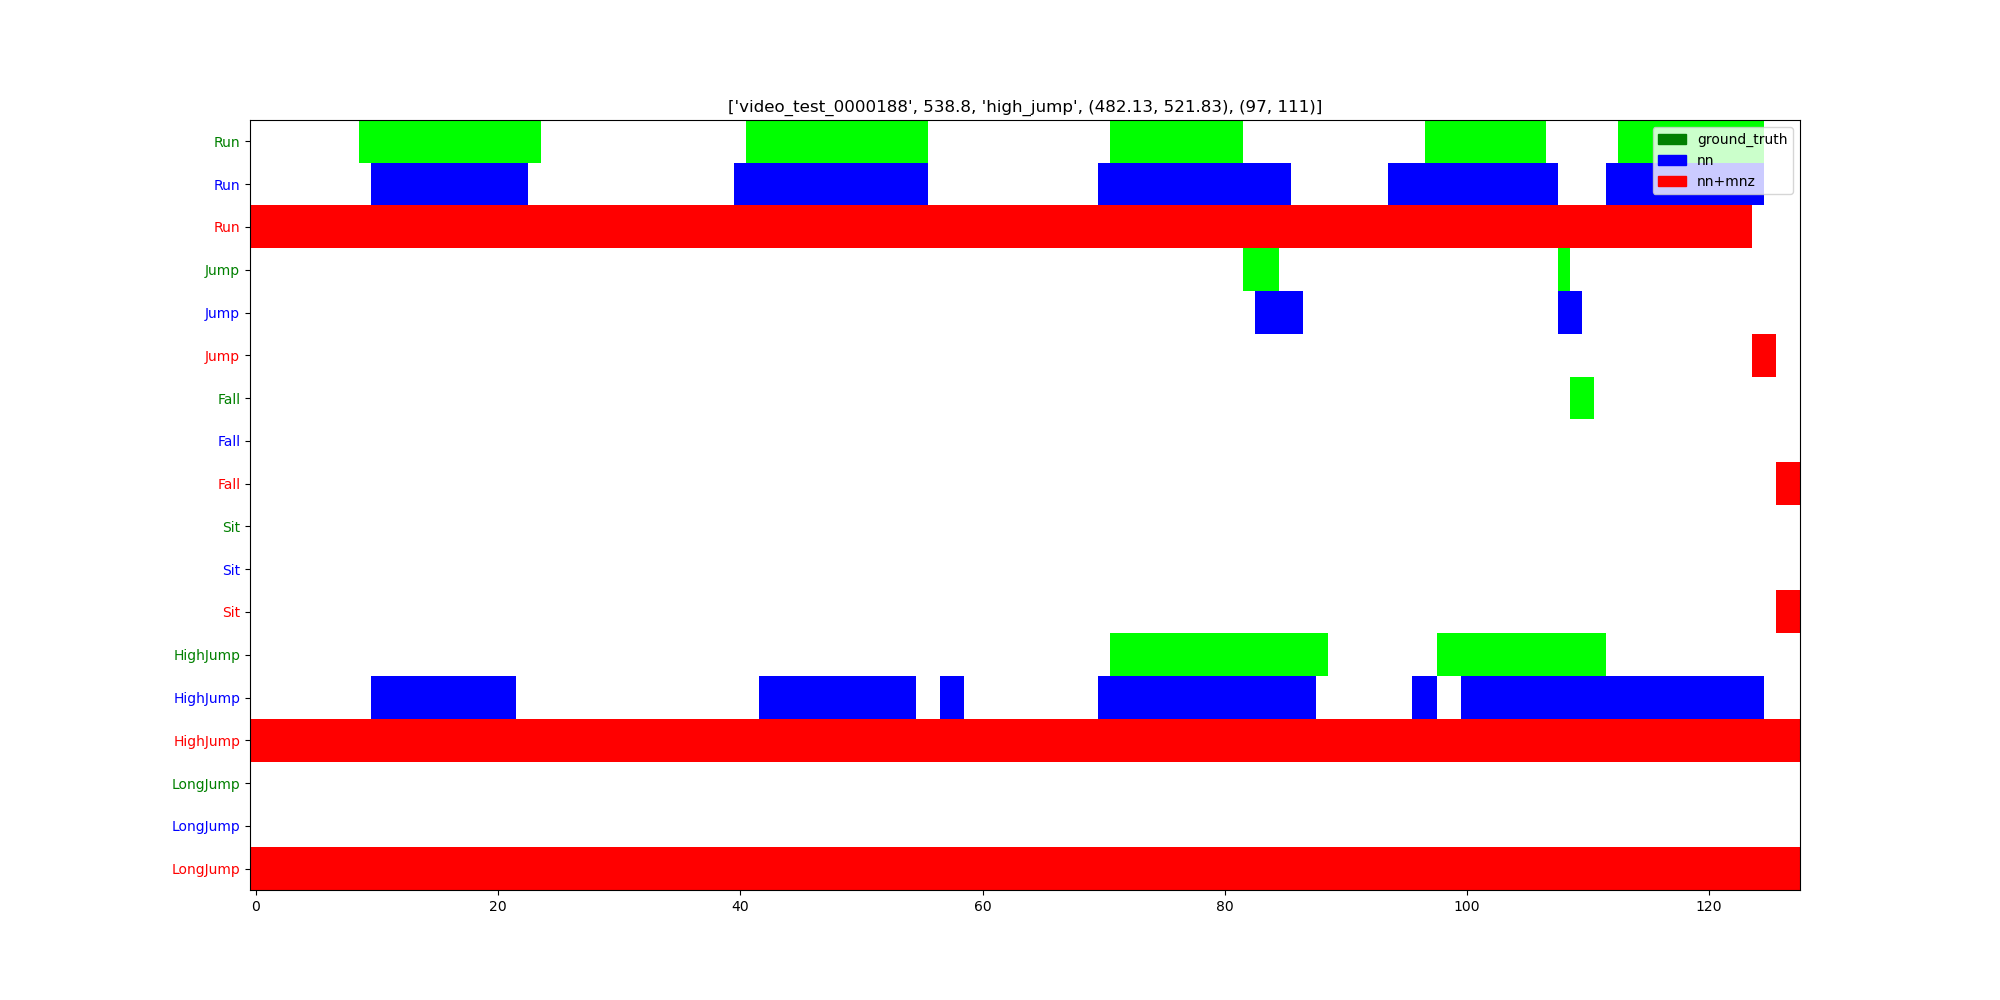 ['video_test_0000188', 538.8, 'high_jump', (482.13, 521.83), (97, 111)]
Run
Run
Run
Jump
Jump
Jump
Fall
Fall
Fall
Sit
Sit
Sit
HighJump
HighJump
HighJump
LongJump
LongJump
LongJump
ground_truth
nn
nn+mnz
0 20 40 60 80 100 120